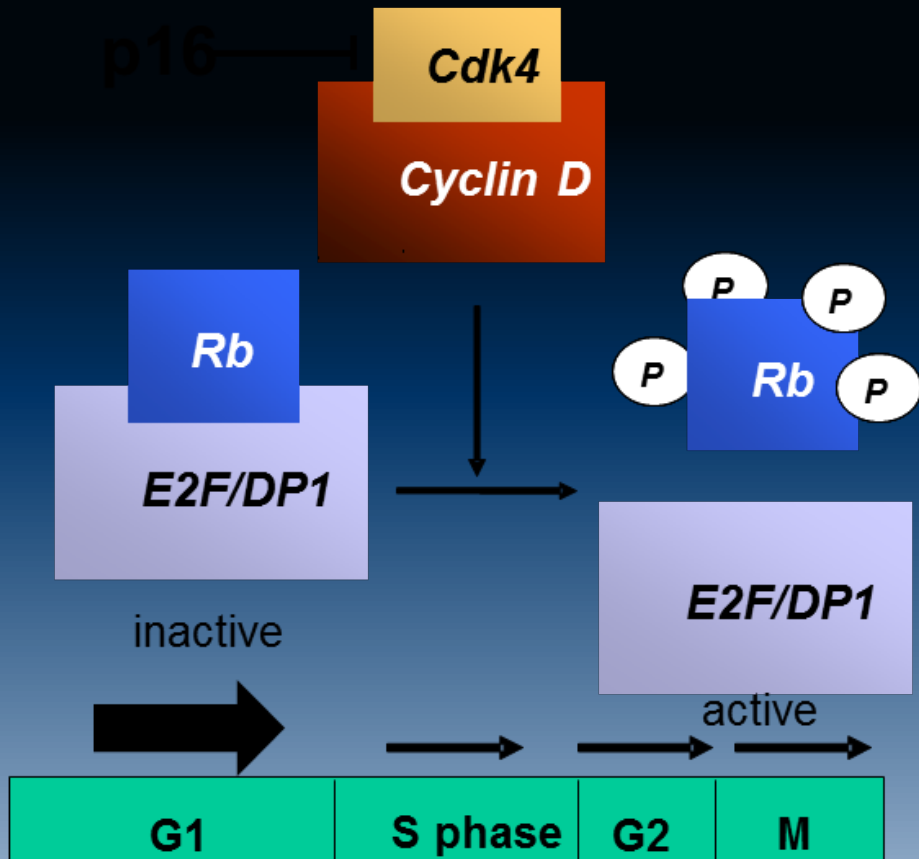 p16
Cdk4
Cyclin D
Rb
E2F/DP1
inactive
P
P
P
P
Rb
E2F/DP1
active
G1
S phase
G2
M